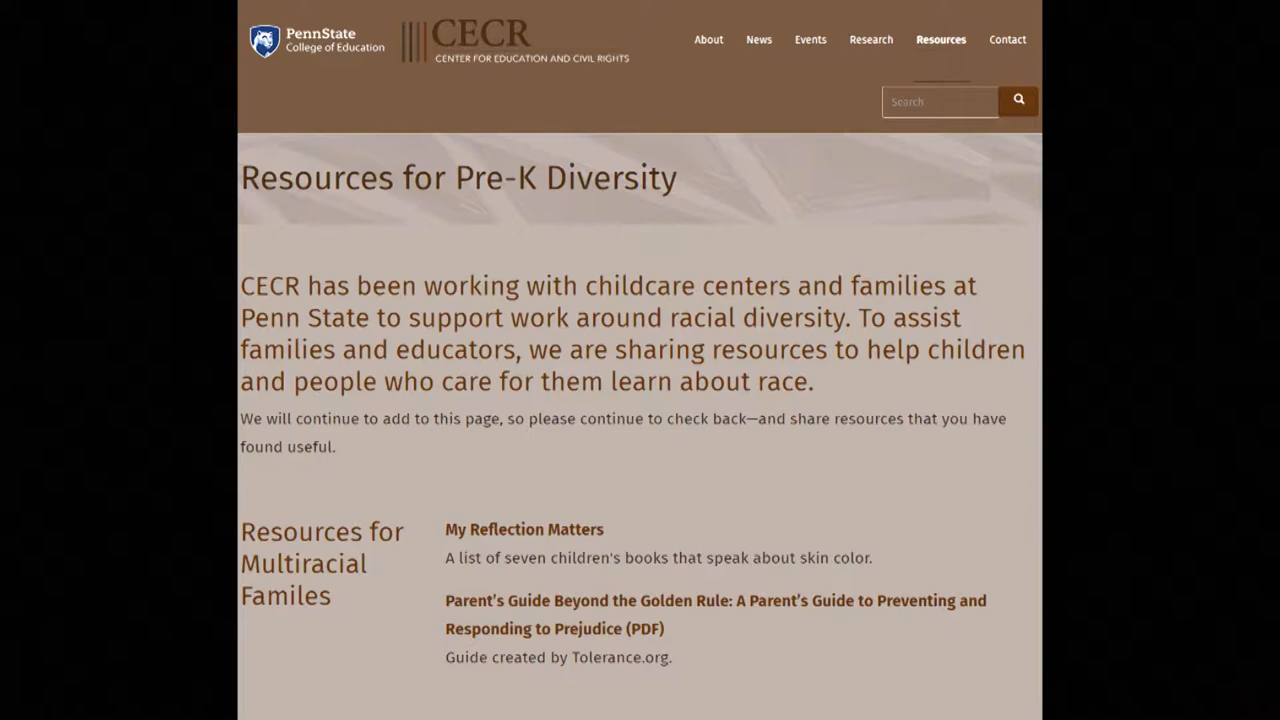 PennState
College of Education
CECR
CENTER FOR EDUCATION AND CIVIL RIGHTS
About News Events Research Resources Contact
Search
Resources for Pre-K Diversity
CECR has been working with childcare centers and families at
Penn State to support work around racial diversity. To assist
families and educators, we are sharing resources to help children
and people who care for them learn about race.
We will continue to add to this page, so please continue to check back—and share resources that you have
found useful.
Resources for
Multiracial
Familes
My Reflection Matters
A list of seven children's books that speak about skin color.
Parent’s Guide Beyond the Golden Rule: A Parent’s Guide to Preventing and
Responding to Prejudice (PDF)
Guide created by Tolerance.org.